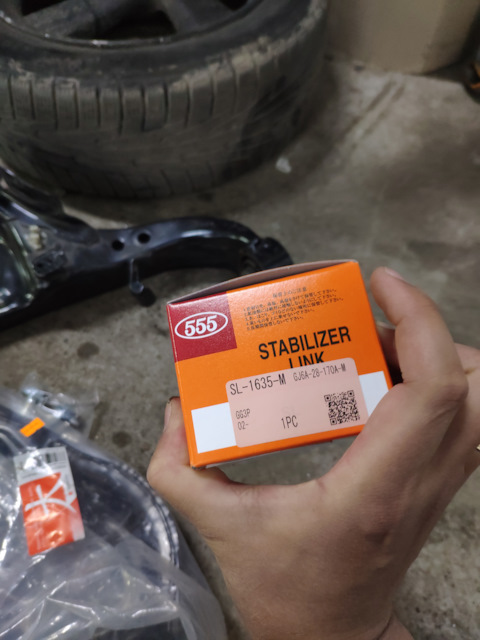 555
STABILIZER
LINK
SL-1635-M GJ6A-28-170A-M
GG3P
02-
1PC